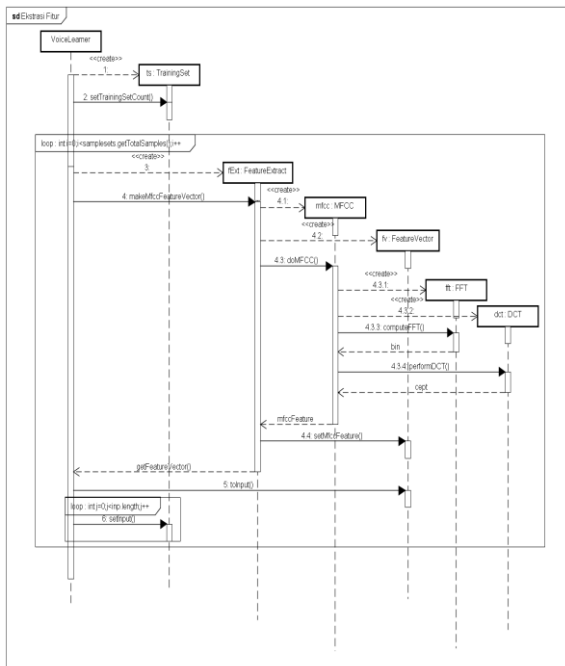 sd Ekstrasi Fitur
VoiceLearner
<<create>>
1:
ts : TrainingSet
2: setTrainingSetCount()
loop : int i=0;i<samplesets.getTotalSamples();i++
<<create>>
3:
fExt : FeatureExtract
4: makeMfccFeatureVector()
<<create>>
4.1:
mfcc : MFCC
<<create>>
4.2:
fv : FeatureVector
4.3: doMFCC()
<<create>>
4.3.1:
fft : FFT
<<create>>
4.3.2:
dct : DCT
4.3.3: computeFFT()
bin
4.3.4: performDCT()
cept
mfccFeature
4.4: setMfccFeature()
getFeatureVector()
5: toInput()
loop : int j=0;j<inp.length;j++
6: setInput()